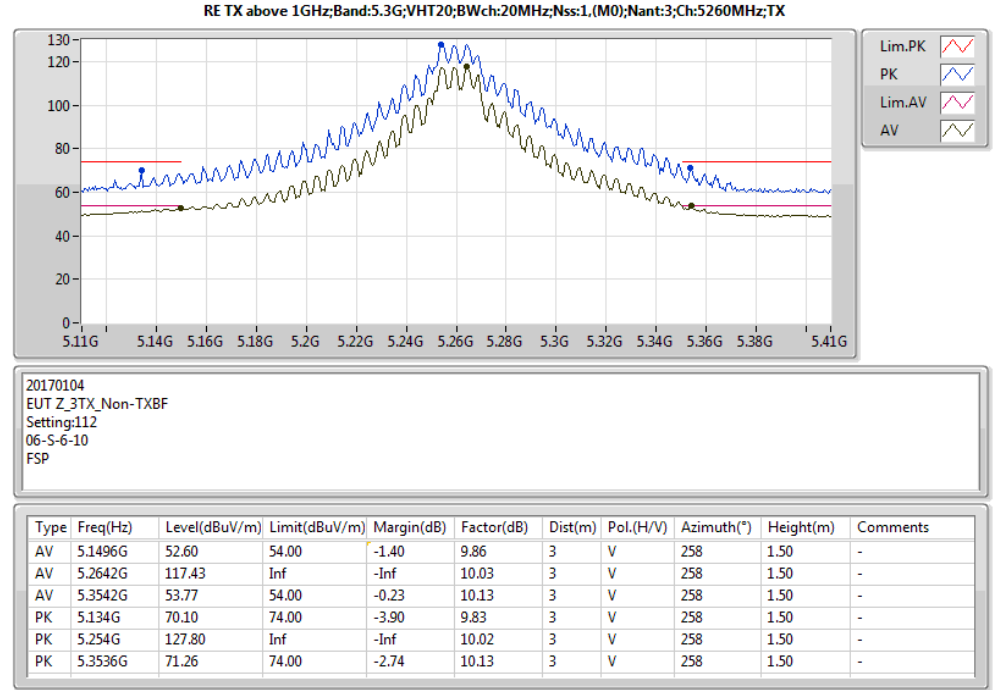 RE TX above 1GHz;Band:5.3G;VHT20;BWch:20MHz;Nss:1,(M0);Nant:3;Ch:5260MHz;TX
130
120
100
80
60
40
20
0
5.11G 5.14G 5.16G 5.18G 5.2G 5.22G 5.24G 5.26G 5.28G 5.3G 5.32G 5.34G 5.36G 5.38G 5.41G
Lim.PK
PK
Lim.AV
AV
20170104
EUT Z_3TX_Non-TXBF
Setting:112
06-S-6-10
FSP
Type Freq(Hz) Level(dBuV/m) Limit(dBuV/m) Margin(dB) Factor(dB) Dist(m) Pol.(H/V) Azimuth(°) Height(m) Comments
AV 5.1496G 52.60 54.00 -1.40 9.86 3 V 258 1.50 -
AV 5.2642G 117.43 Inf -Inf 10.03 3 V 258 1.50 -
AV 5.3542G 53.77 54.00 -0.23 10.13 3 V 258 1.50 -
PK 5.134G 70.10 74.00 -3.90 9.83 3 V 258 1.50 -
PK 5.254G 127.80 Inf -Inf 10.02 3 V 258 1.50 -
PK 5.3536G 71.26 74.00 -2.74 10.13 3 V 258 1.50 -